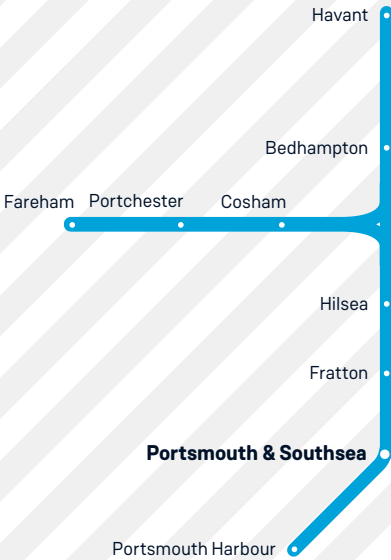 Havant
Bedhampton
Fareham Portchester Cosham
Hilsea
Fratton
Portsmouth & Southsea
Portsmouth Harbour